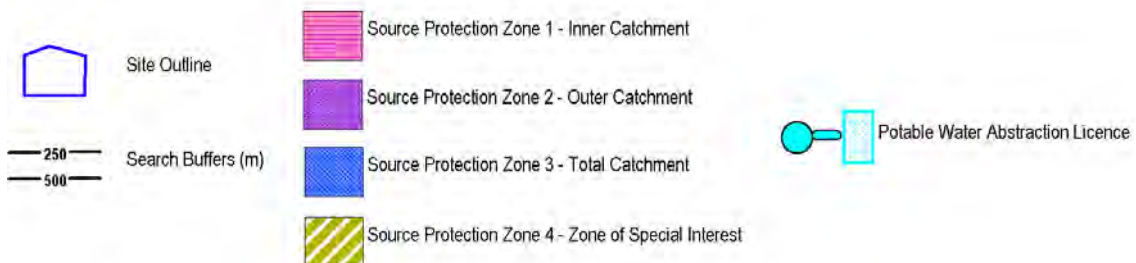 Site Outline
250
500
Search Buffers (m)
Source Protection Zone 1 - Inner Catchment
Source Protection Zone 2 - Outer Catchment
Source Protection Zone 3 - Total Catchment
Source Protection Zone 4 - Zone of Special Interest
Potable Water Abstraction Licence